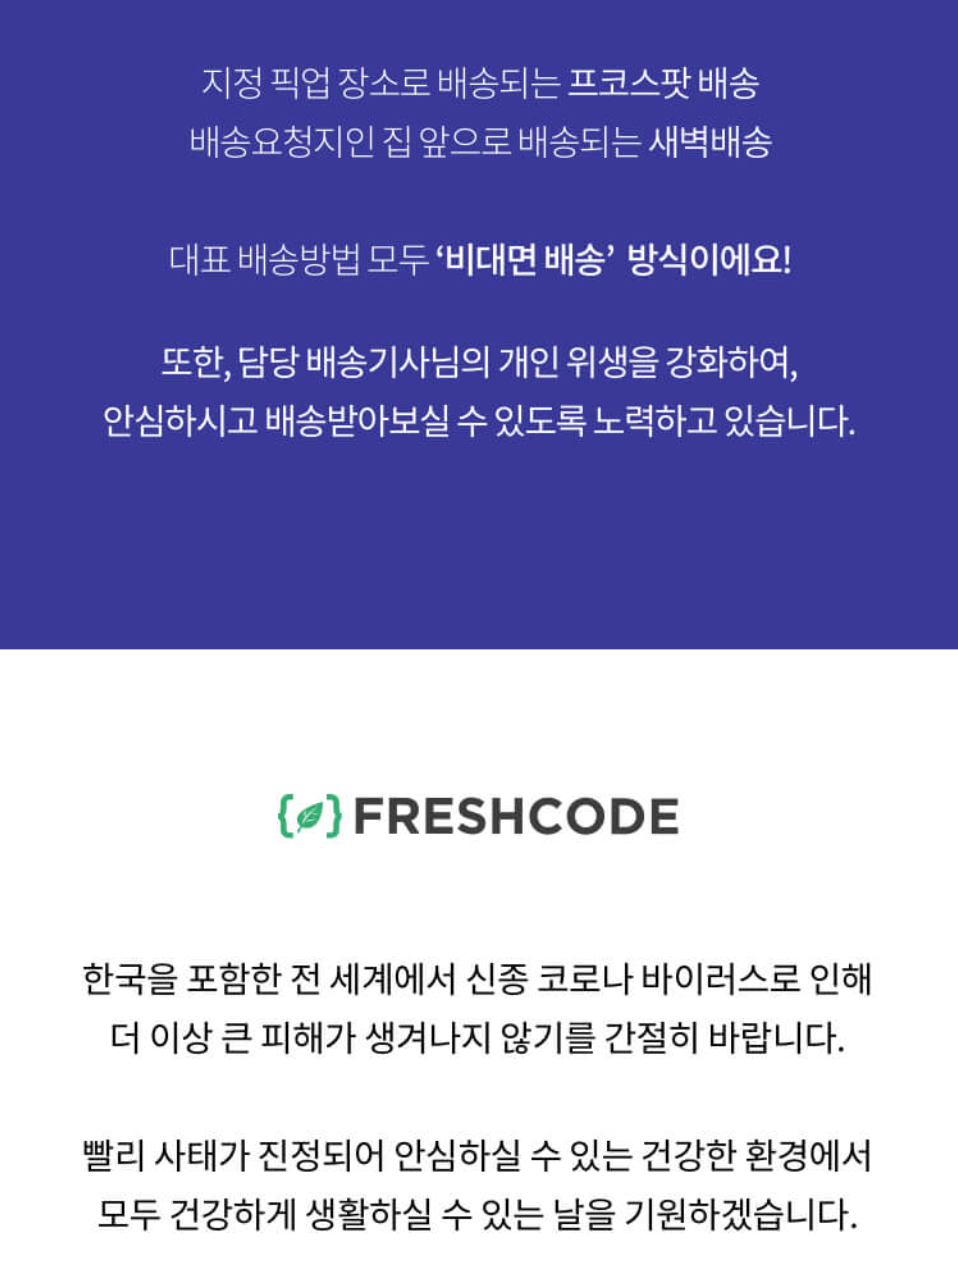 지정 픽업 장소로 배송되는 프코스팟 배송
배송요청지인 집 앞으로 배송되는 새벽배송
대표 배송방법 모두 ‘비대면 배송’ 방식이에요!
또한, 담당 배송기사님의 개인 위생을 강화하여,
안심하시고 배송받아보실 수 있도록 노력하고 있습니다.
FRESHCODE
한국을 포함한 전 세계에서 신종 코로나 바이러스로 인해
더 이상 큰 피해가 생겨나지 않기를 간절히 바랍니다.
빨리 사태가 진정되어 안심하실 수 있는 건강한 환경에서
모두 건강하게 생활하실 수 있는 날을 기원하겠습니다.